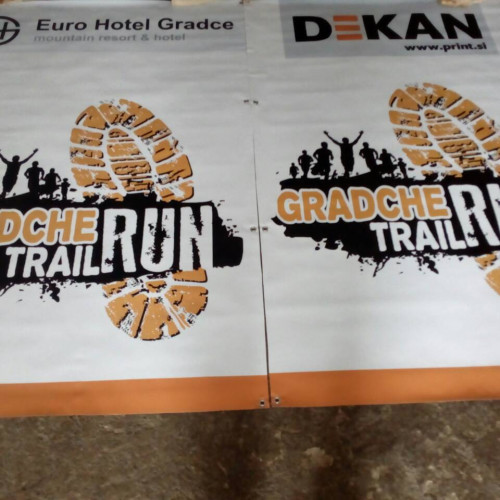 Euro Hotel Gradce
mountain resort & hotel
DCHE
TRAIL RUN
DEKAN
www.print.si
GRADCHE
TRAIL R